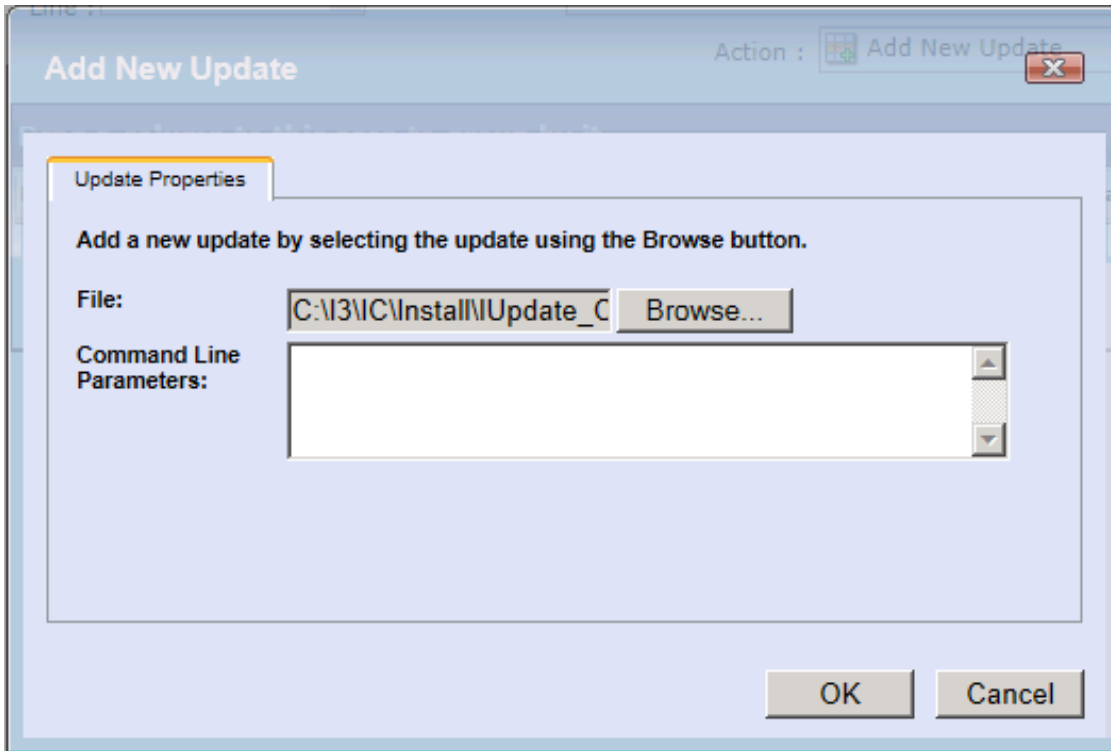 Line :
Action : Add New Update
Add New Update
Update Properties
Add a new update by selecting the update using the Browse button.
File:
C:\I3\IC\Install\IUpdate_C
Browse...
Command Line
Parameters:
OK
Cancel